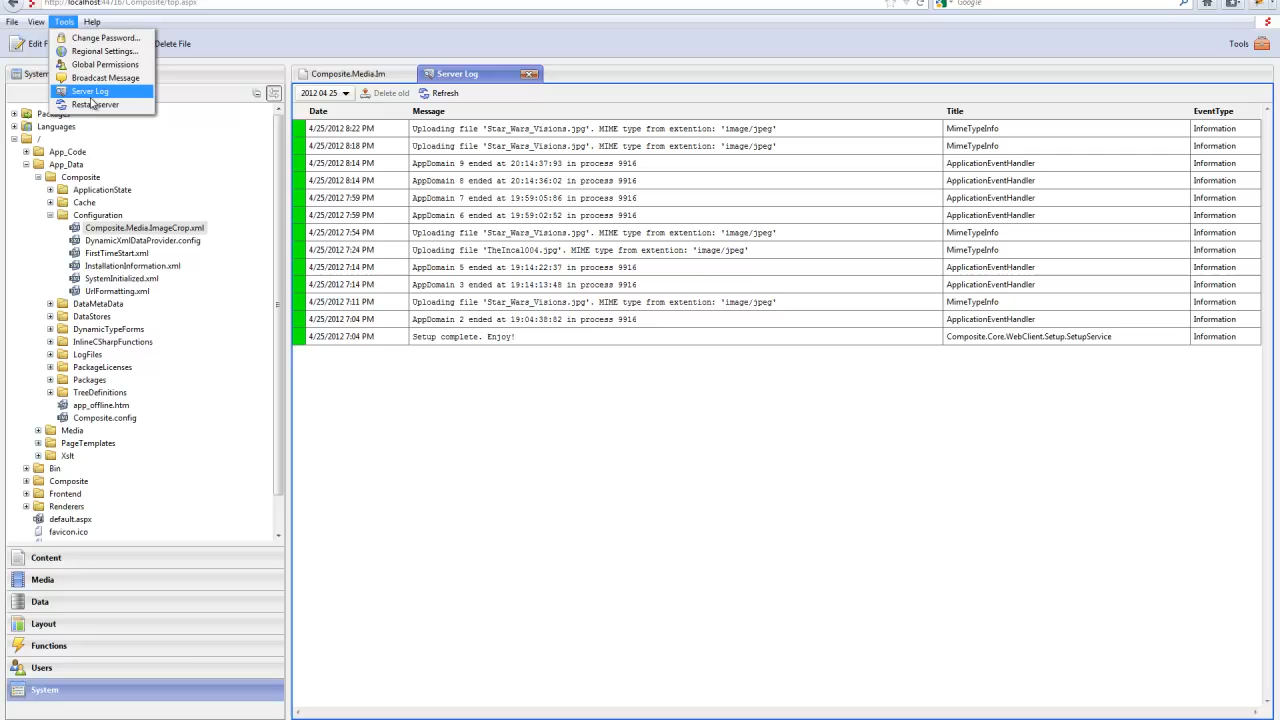 http://localhost:44716/Composite/top.aspx
Google
File View Tools Help
Change Password...
Regional Settings...
Global Permissions
Broadcast Message
Server Log
Restart server
Edit F
Delete File
Tools
System
Composite.Media.Im
Server Log
2012 04 25
Delete old
Refresh
Date Message Title EventType
4/25/2012 8:22 PM Uploading file 'Star_Wars_Visions.jpg'. MIME type from extention: 'image/jpeg' MimeTypeInfo Information
4/25/2012 8:18 PM Uploading file 'Star_Wars_Visions.jpg'. MIME type from extention: 'image/jpeg' MimeTypeInfo Information
4/25/2012 8:14 PM AppDomain 9 ended at 20:14:37:93 in process 9916 ApplicationEventHandler Information
4/25/2012 8:14 PM AppDomain 8 ended at 20:14:36:02 in process 9916 ApplicationEventHandler Information
4/25/2012 7:59 PM AppDomain 7 ended at 19:59:05:86 in process 9916 ApplicationEventHandler Information
4/25/2012 7:59 PM AppDomain 6 ended at 19:59:02:52 in process 9916 ApplicationEventHandler Information
4/25/2012 7:54 PM Uploading file 'Star_Wars_Visions.jpg'. MIME type from extention: 'image/jpeg' MimeTypeInfo Information
4/25/2012 7:24 PM Uploading file 'TheIncal004.jpg'. MIME type from extention: 'image/jpeg' MimeTypeInfo Information
4/25/2012 7:14 PM AppDomain 5 ended at 19:14:22:37 in process 9916 ApplicationEventHandler Information
4/25/2012 7:14 PM AppDomain 3 ended at 19:14:13:48 in process 9916 ApplicationEventHandler Information
4/25/2012 7:11 PM Uploading file 'Star_Wars_Visions.jpg'. MIME type from extention: 'image/jpeg' MimeTypeInfo Information
4/25/2012 7:04 PM AppDomain 2 ended at 19:04:38:82 in process 9916 ApplicationEventHandler Information
4/25/2012 7:04 PM Setup complete. Enjoy! Composite.Core.WebClient.Setup.SetupService Information
Languages
/
App_Code
App_Data
Composite
ApplicationState
Cache
Configuration
Composite.Media.ImageCrop.xml
DynamicXmlDataProvider.config
FirstTimeStart.xml
InstallationInformation.xml
SystemInitialized.xml
UrlFormatting.xml
DataMetaData
DataStores
DynamicTypeForms
InlineCSharpFunctions
LogFiles
PackageLicenses
Packages
TreeDefinitions
app_offline.htm
Composite.config
Media
PageTemplates
Xslt
Bin
Composite
Frontend
Renderers
default.aspx
favicon.ico
Content
Media
Data
Layout
Functions
Users
System